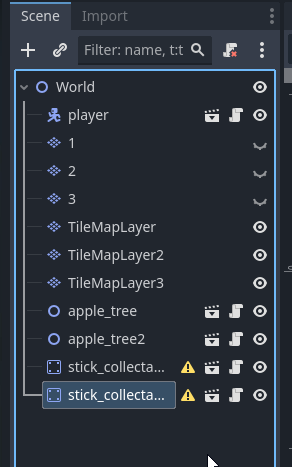 Scene Import
Filter: name, t:t
World
player
1
2
3
TileMapLayer
TileMapLayer2
TileMapLayer3
apple_tree
apple_tree2
stick_collecta...
stick_collecta...